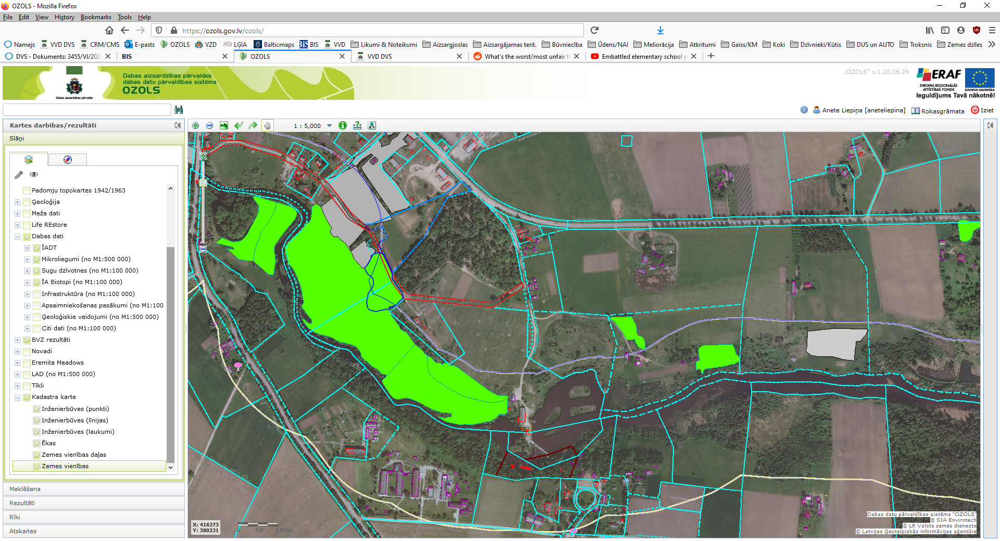 OZOLS - Mozilla Firefox
File Edit View History Bookmarks Tools Help
https://ozols.gov.lv/ozols/
Namejs VVD DVS CRM/CMS E-pasts OZOLS VZD ĻĢIA Baltticmaps BIS VVD Likumi & Noteikumi Aizsargjoslas Aizsargājamas terit. Būvniecība Ūdens/NAI Meliorācija Atkritumi Gaiss/KM Koki Dzīvnieki/Kūtis DUS un AUTO Troksnis Zemes dzīles
DVS - Dokuments: 3455/VI/202 BIS OZOLS VVD DVS What's the worst/most unfair t Embattled elementary school p
Dabas aizsardzības pārvaldes
dabas datu pārvaldības sistēma
OZOLS
Dabas aizsardzības pārvalde
„OZOLS” v.1.20.06.29
ERAF
EIROPAS REĢIONĀLĀS
ATTĪSTĪBAS FONDS
EIROPAS SAVIENĪBA
Ieguldījums Tavā nākotnē!
Anete Liepiņa [aneteliepina] Rokasgrāmata Iziet
Kartes darbības/rezultāti
1 : 5,000
Slāņi
Padomju topokartes 1942/1963
Ģeoloģija
Meža dati
Life REstore
Dabas dati
ĪADT
Mikroliegumi (no M1:500 000)
Sugu dzīvotnes (no M1:100 000)
ĪA Biotopi (no M1:100 000)
Infrastruktūra (no M1:100 000)
Apsaimniekošanas pasākumi (no M1:100
Ģeoloģiskie veidojumi (no M1:500 000)
Citi dati (no M1:100 000)
BVZ rezultāti
Novadi
Eremita Meadows
LAD (no M1:500 000)
Tīkli
Kadastra karte
Inženierbūves (punkti)
Inženierbūves (līnijas)
Inženierbūves (laukumi)
Ēkas
Zemes vienības daļas
Zemes vienības
Meklēšana
Rezultāti
Rīki
Atskaites
X: 416273
Y: 580231
0 50 100m
Dabas datu pārvaldības sistēma "OZOLS"
© SIA Envirotech
© LR Valsts zemes dienests
© Latvijas Ģeotelpiskās informācijas aģentūra